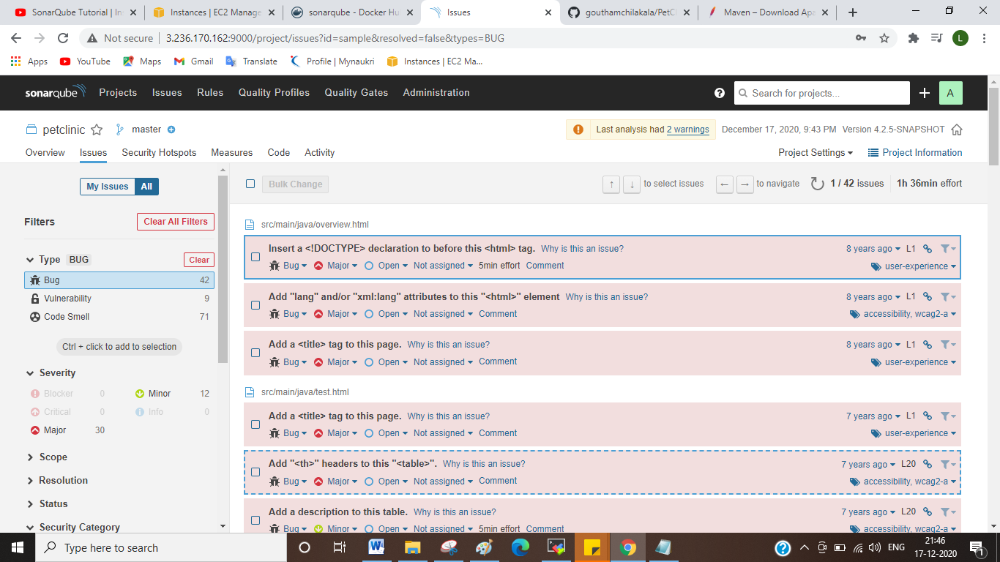 SonarQube Tutorial | In
Instances | EC2 Manage
sonarqube - Docker Hu
Issues
gouthamchilakala/PetCl
Maven – Download Apa
Not secure 3.236.170.162:9000/project/issues?id=sample&resolved=false&types=BUG
L
Apps YouTube Maps Gmail Translate Profile | Mynaukri Instances | EC2 Ma...
sonarqube Projects Issues Rules Quality Profiles Quality Gates Administration ? Search for projects... A
petclinic master Last analysis had 2 warnings December 17, 2020, 9:43 PM Version 4.2.5-SNAPSHOT
Overview Issues Security Hotspots Measures Code Activity Project Settings Project Information
My Issues All
Filters Clear All Filters
Type BUG Clear
Bug 42
Vulnerability 9
Code Smell 71
Ctrl + click to add to selection
Severity
Blocker 0 Minor 12
Critical 0 Info 0
Major 30
Scope
Resolution
Status
Security Category
Bulk Change ↑ ↓ to select issues ← → to navigate 1 / 42 issues 1h 36min effort
src/main/java/overview.html
Insert a <!DOCTYPE> declaration to before this <html> tag. Why is this an issue? 8 years ago L1
Bug Major Open Not assigned 5min effort Comment user-experience
Add "lang" and/or "xml:lang" attributes to this "<html>" element Why is this an issue? 8 years ago L1
Bug Major Open Not assigned Comment accessibility, wcag2-a
Add a <title> tag to this page. Why is this an issue? 8 years ago L1
Bug Major Open Not assigned Comment user-experience
src/main/java/test.html
Add a <title> tag to this page. Why is this an issue? 7 years ago L1
Bug Major Open Not assigned Comment user-experience
Add "<th>" headers to this "<table>". Why is this an issue? 7 years ago L20
Bug Major Open Not assigned Comment accessibility, wcag2-a
Add a description to this table. Why is this an issue? 7 years ago L20
Bug Minor Open Not assigned 5min effort Comment accessibility, wcag2-a
Type here to search ENG 21:46
17-12-2020 1